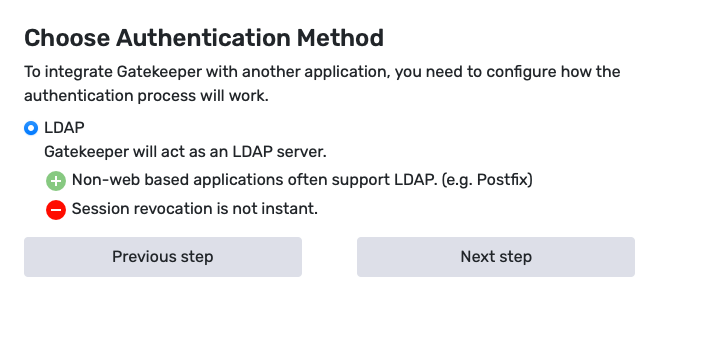 Choose Authentication Method
To integrate Gatekeeper with another application, you need to configure how the
authentication process will work.
LDAP
Gatekeeper will act as an LDAP server.
Non-web based applications often support LDAP. (e.g. Postfix)
Session revocation is not instant.
Previous step
Next step